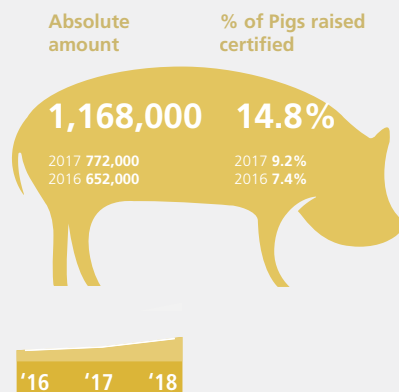 Absolute
amount
% of Pigs raised
certified
1,168,000
14.8%
2017 772,000
2016 652,000
2017 9.2%
2016 7.4%
‘16 ‘17 ‘18